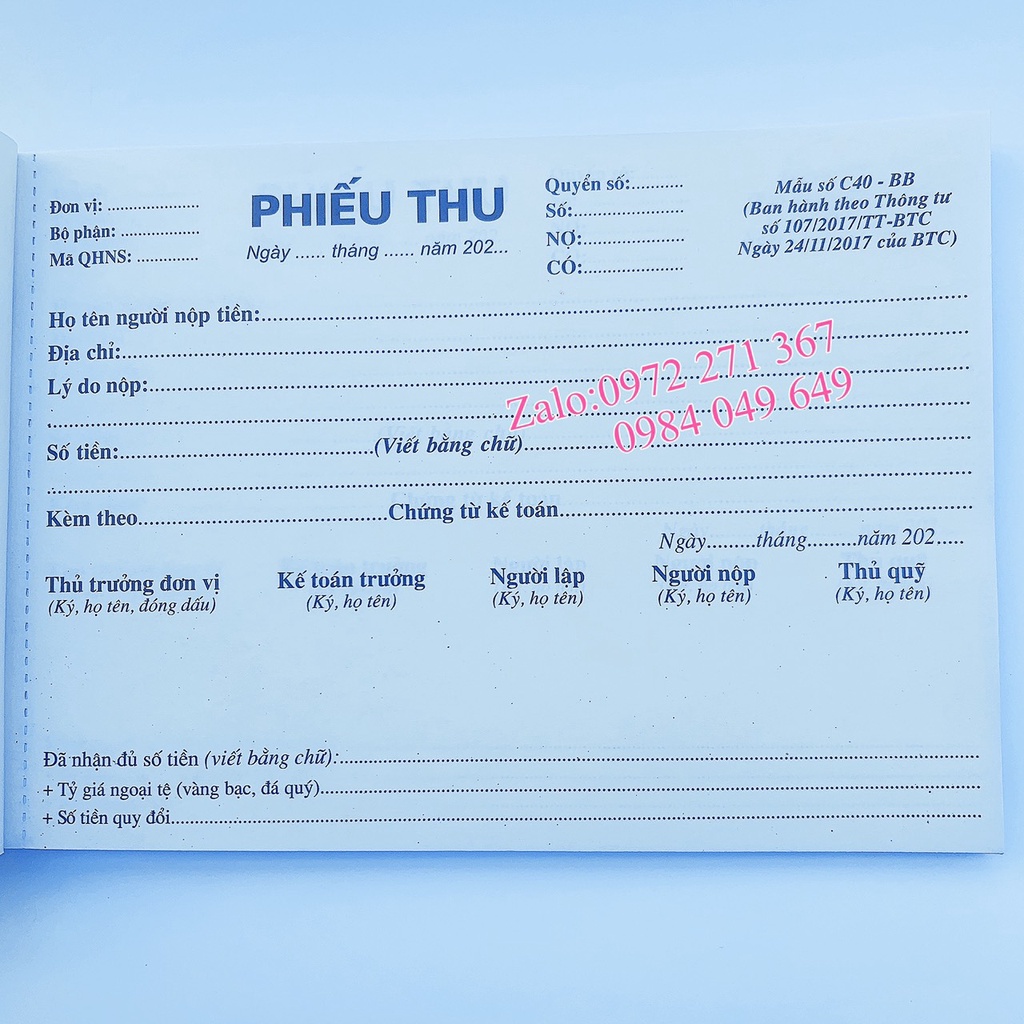 Đơn vị: ....................
Bộ phận: .................
Mã QHNS: ..............
PHIẾU THU
Ngày ...... tháng ...... năm 202...
Quyển số:...........
Số:........................
NỢ:......................
CÓ:......................
Mẫu số C40 - BB
(Ban hành theo Thông tư
số 107/2017/TT-BTC
Ngày 24/11/2017 của BTC)
Họ tên người nộp tiền:..............................
Địa chỉ:..............................
Lý do nộp:..............................
Zalo:0972 271 367
0984 049 649
Số tiền:..............................(Viết bằng chữ)..............................
Kèm theo..............................Chứng từ kế toán..............................
Ngày.........tháng.........năm 202.....
Thủ trưởng đơn vị Kế toán trưởng Người lập Người nộp Thủ quỹ
(Ký, họ tên, đóng dấu) (Ký, họ tên) (Ký, họ tên) (Ký, họ tên) (Ký, họ tên)
Đã nhận đủ số tiền (viết bằng chữ):..............................
+ Tỷ giá ngoại tệ (vàng bạc, đá quý)..............................
+ Số tiền quy đổi..............................